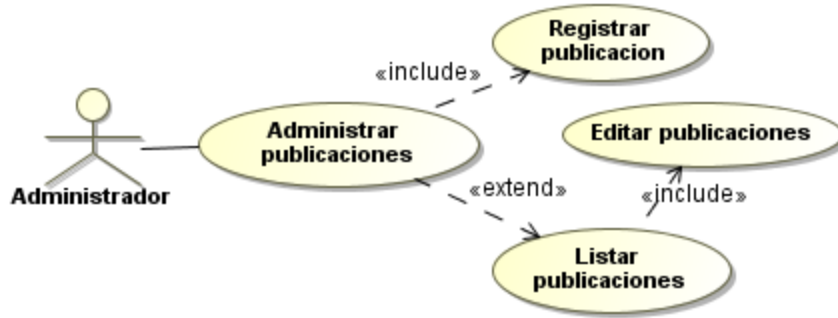 Registrar
publicacion
«include»
Administrar
publicaciones
Editar publicaciones
Administrador
«extend»
«include»
Listar
publicaciones